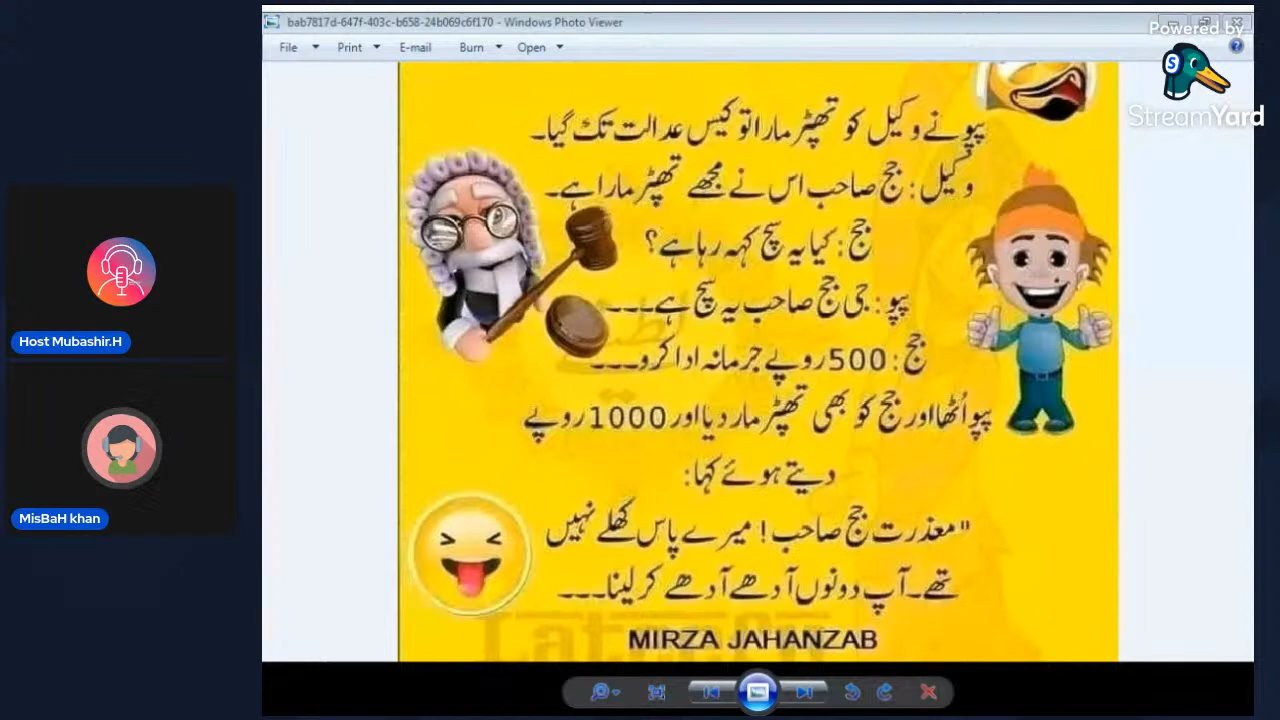 bab7817d-647f-403c-b658-24b069c6f170 - Windows Photo Viewer
File Print E-mail Burn Open
Powered by
StreamYard
پپو نے وکیل کو تھپڑ مارا تو کیس عدالت تک گیا۔
وکیل : جج صاحب اس نے مجھے تھپڑ مارا ہے۔
جج : کیا یہ سچ کہہ رہا ہے؟
پپو : جی جج صاحب یہ سچ ہے۔۔۔۔
جج : 500 روپے جرمانہ ادا کرو۔۔۔۔
پپو اُٹھا اور جج کو بھی تھپڑ مار دیا اور 1000 روپے
دیتے ہوئے کہا:
"معذرت جج صاحب! میرے پاس کھلے نہیں
تھے۔ آپ دونوں آدھے آدھے کر لینا۔۔۔۔
MIRZA JAHANZAB
Host Mubashir.H
MisBaH khan